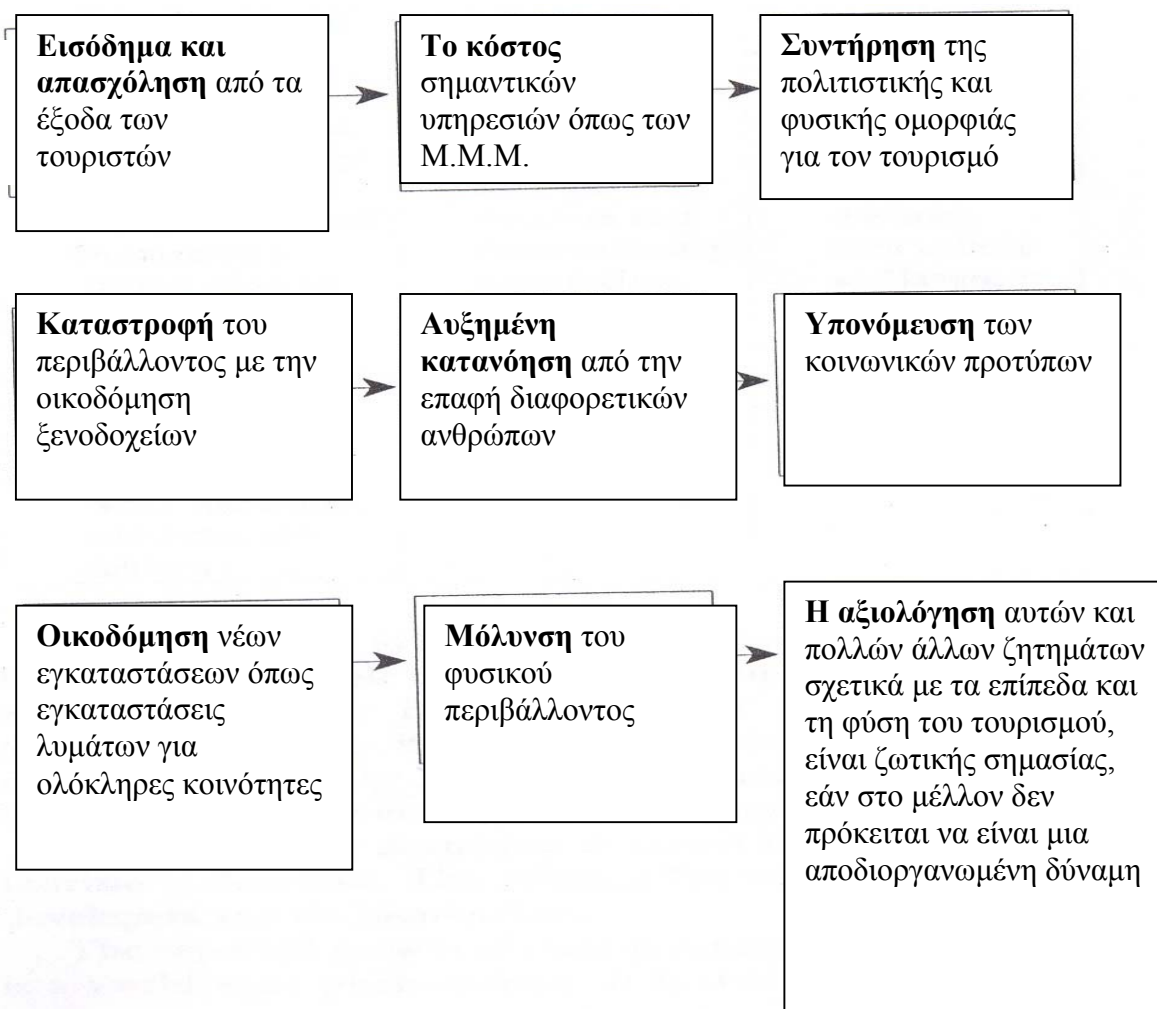 Εισόδημα και
απασχόληση από τα
έξοδα των
τουριστών
Το κόστος
σημαντικών
υπηρεσιών όπως των
Μ.Μ.Μ.
Συντήρηση της
πολιτιστικής και
φυσικής ομορφιάς
για τον τουρισμό
Καταστροφή του
περιβάλλοντος με την
οικοδόμηση
ξενοδοχείων
Αυξημένη
κατανόηση από την
επαφή διαφορετικών
ανθρώπων
Υπονόμευση των
κοινωνικών προτύπων
Οικοδόμηση νέων
εγκαταστάσεων όπως
εγκαταστάσεις
λυμάτων για
ολόκληρες κοινότητες
Μόλυνση του
φυσικού
περιβάλλοντος
Η αξιολόγηση αυτών και
πολλών άλλων ζητημάτων
σχετικά με τα επίπεδα και
τη φύση του τουρισμού,
είναι ζωτικής σημασίας,
εάν στο μέλλον δεν
πρόκειται να είναι μια
αποδιοργανωμένη δύναμη